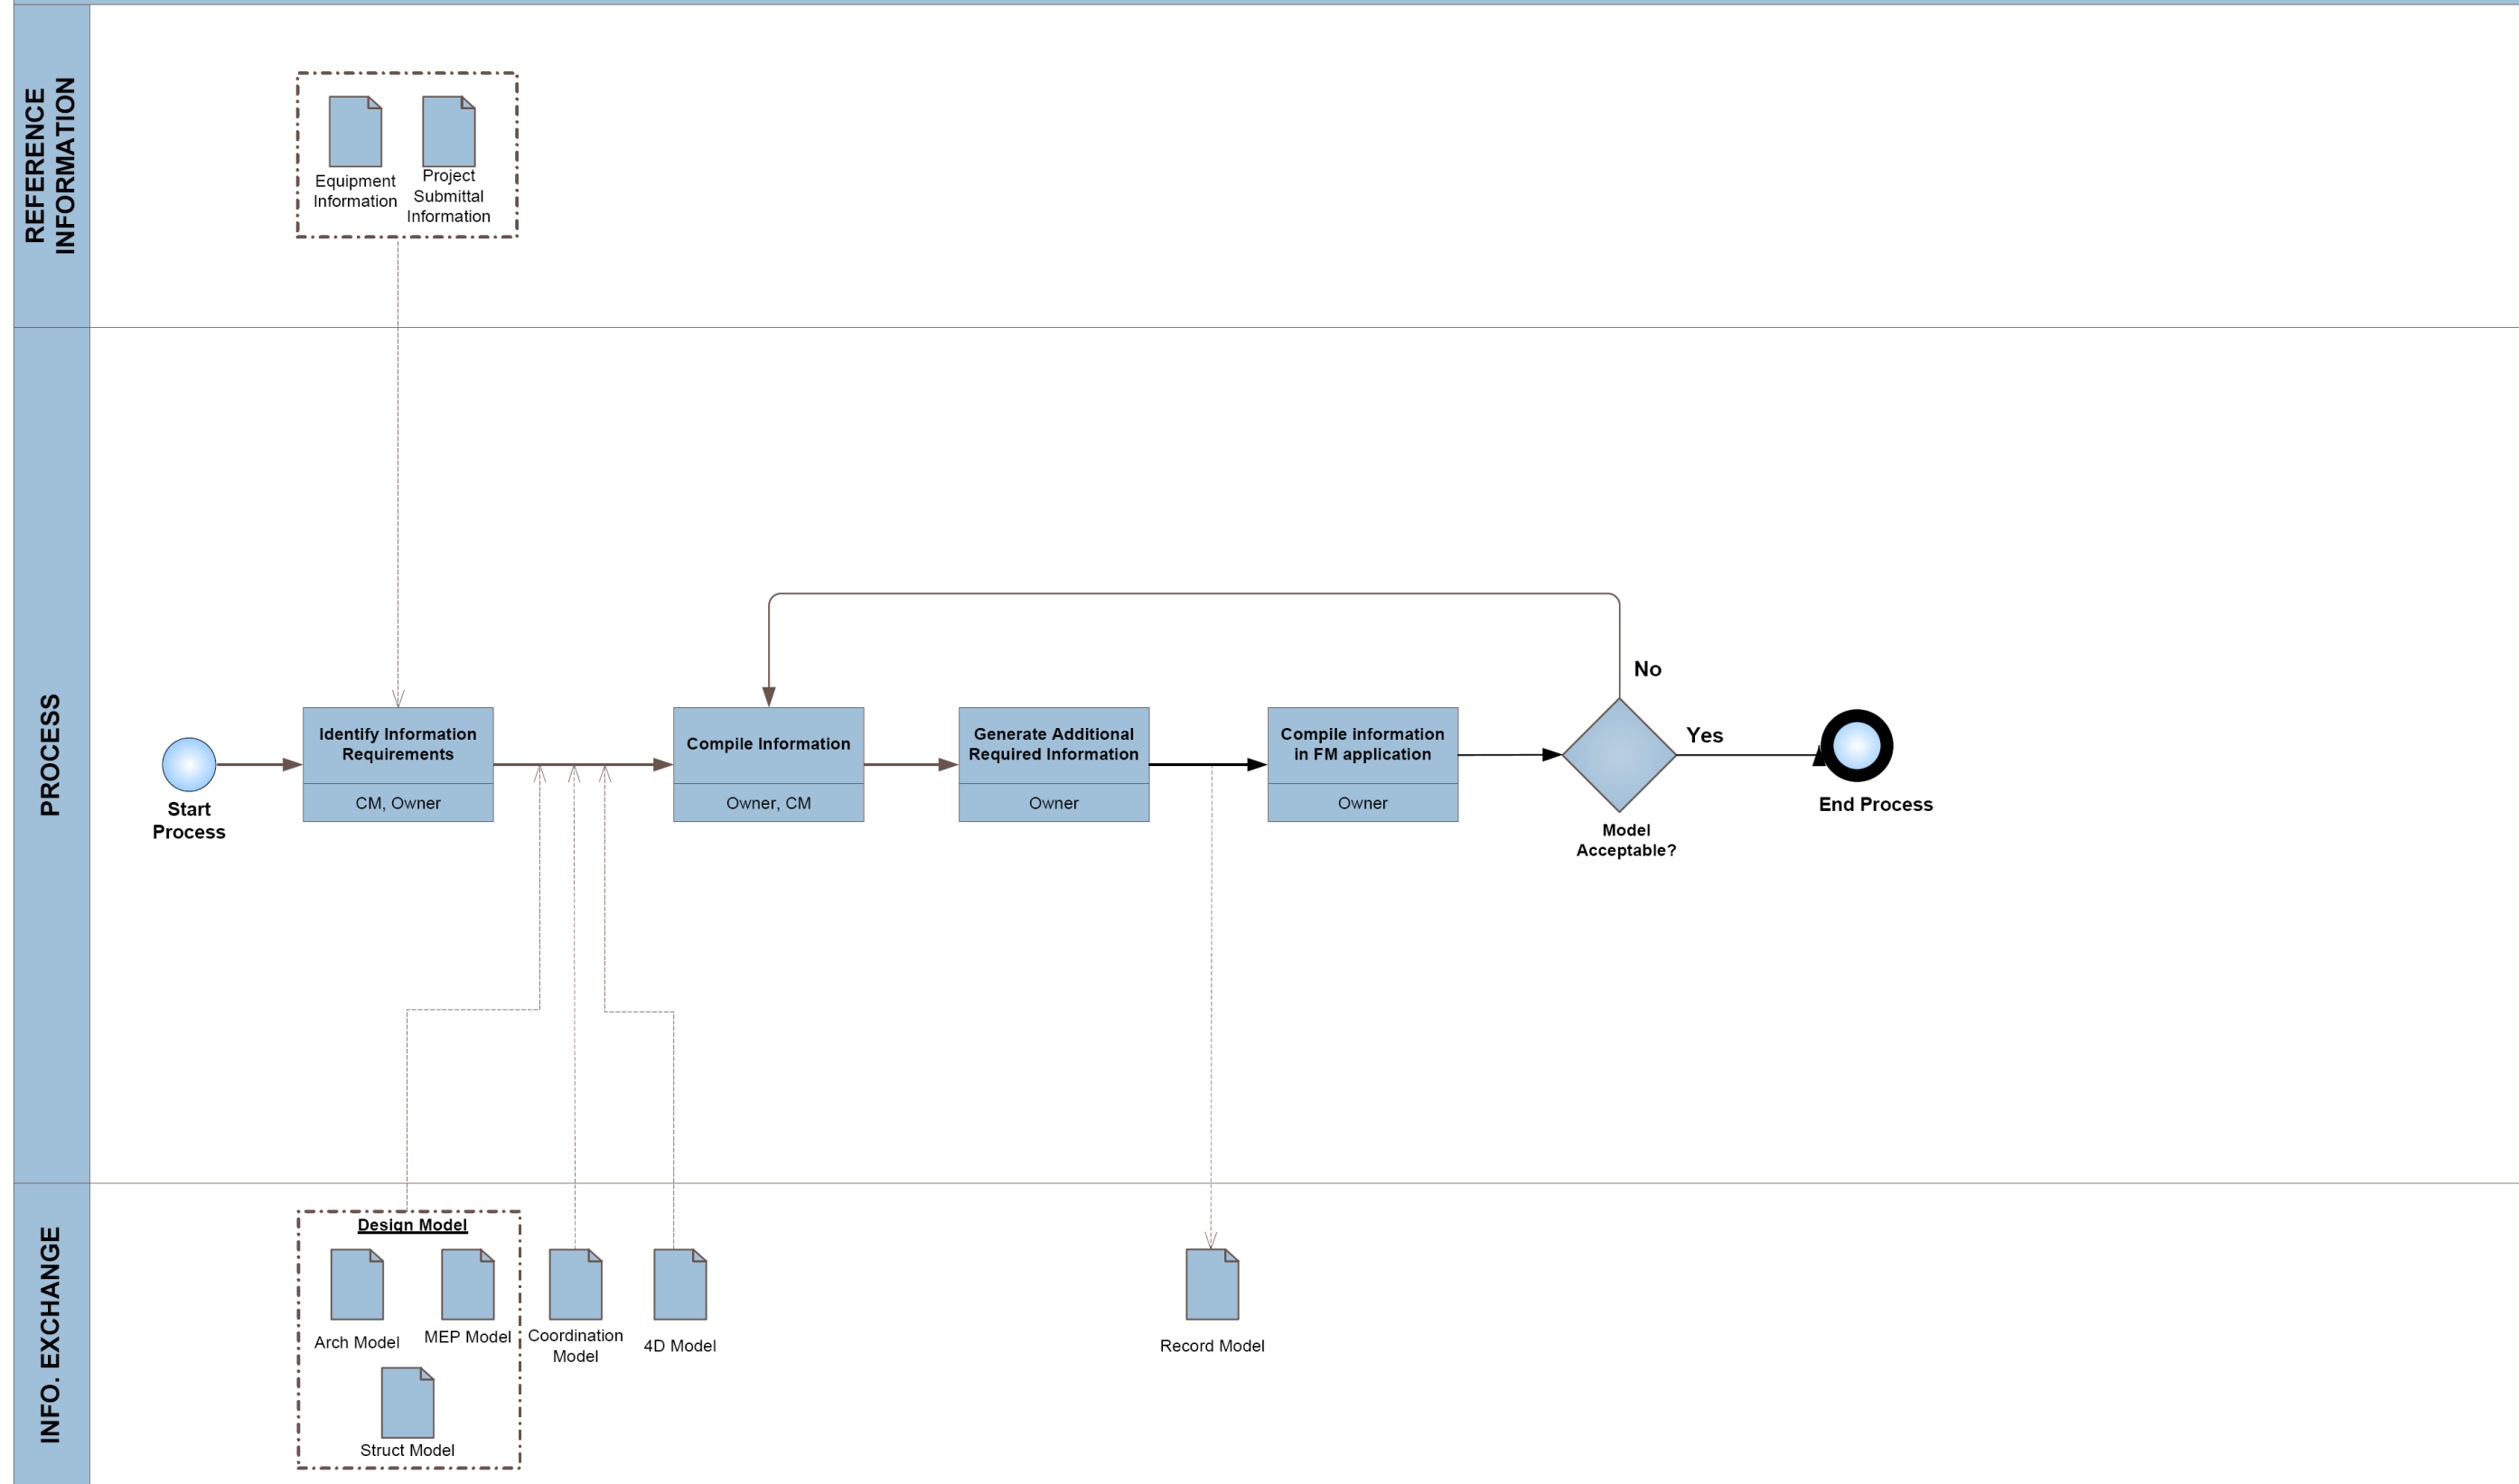 REFERENCE
INFORMATION
Equipment
Information
Project
Submittal
Information
PROCESS
Start
Process
Identify Information
Requirements
CM, Owner
Compile Information
Owner, CM
Generate Additional
Required Information
Owner
Compile information
in FM application
Owner
No
Yes
Model
Acceptable?
End Process
INFO. EXCHANGE
Design Model
Arch Model
MEP Model
Struct Model
Coordination
Model
4D Model
Record Model